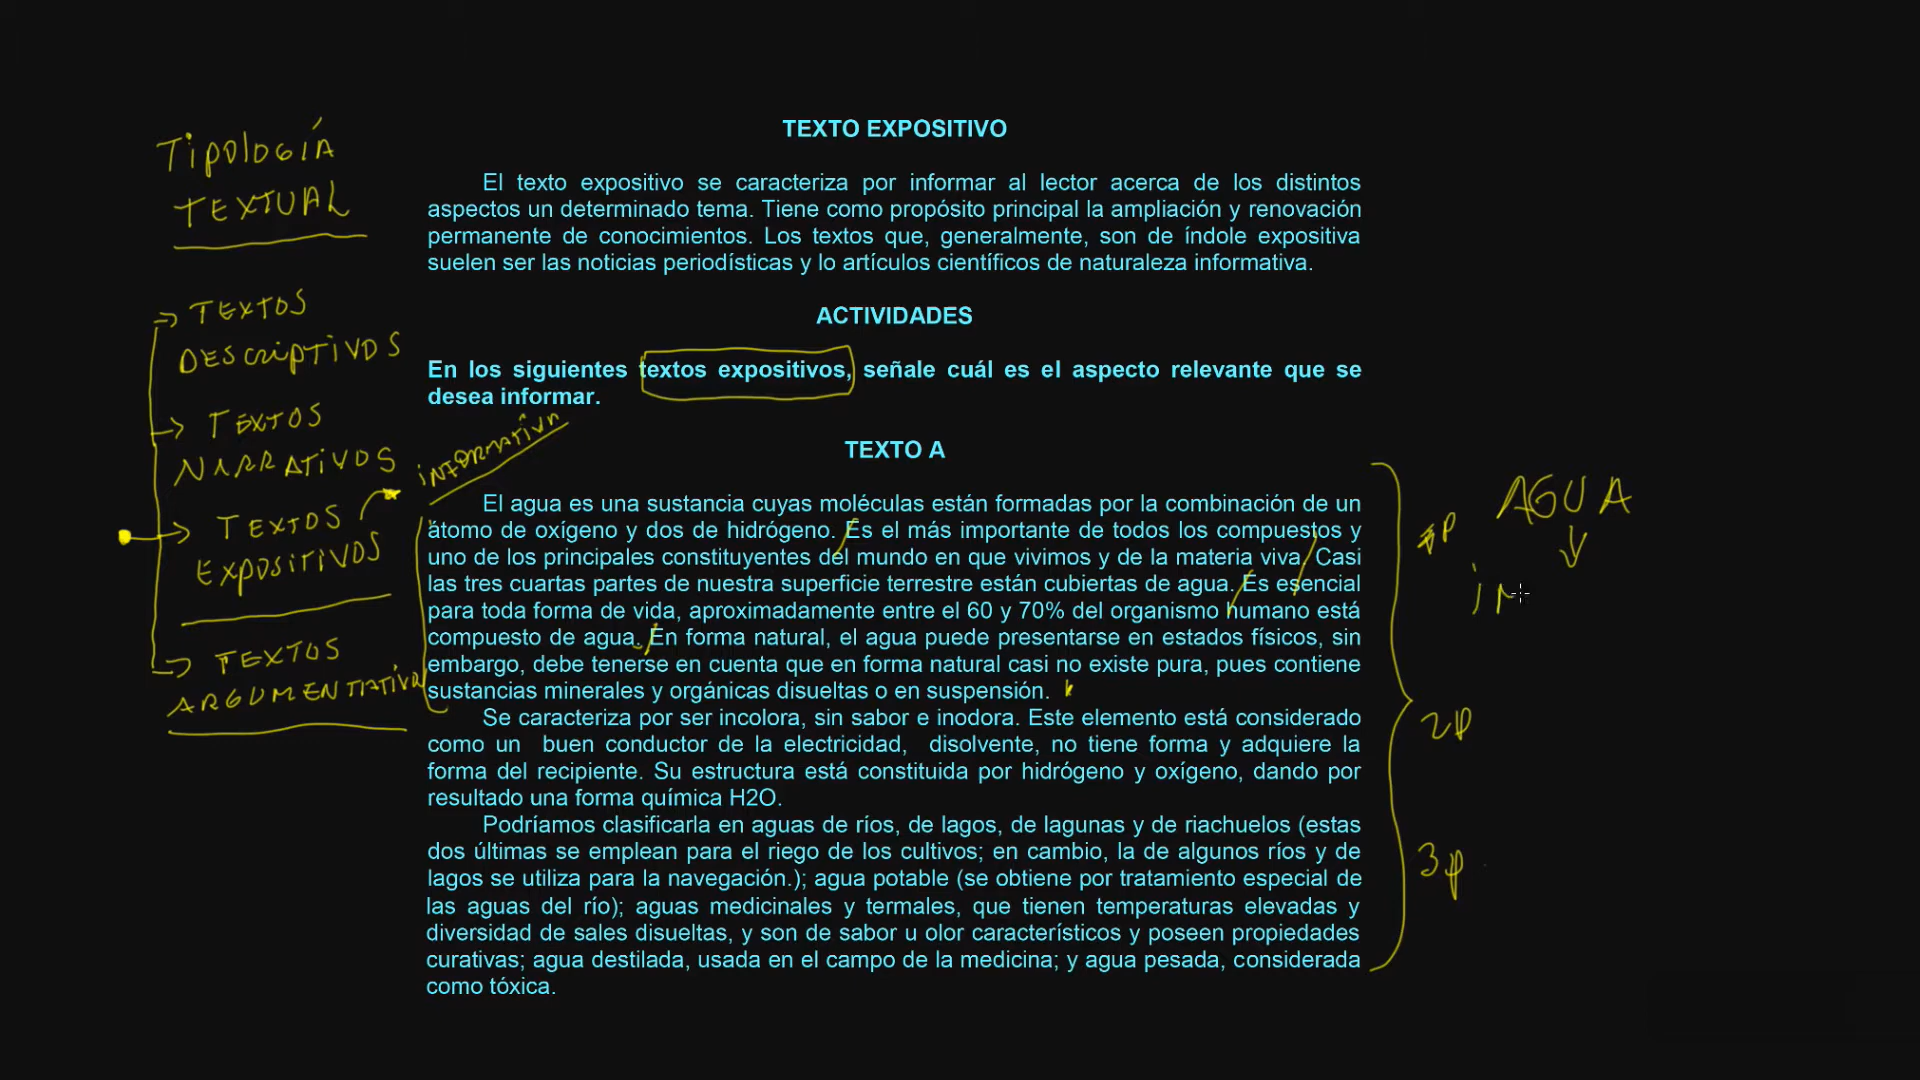 Tipología
TEXTUAL
TEXTOS
DESCRIPTIVOS
TEXTOS
NARRATIVOS
TEXTOS
EXPOSITIVOS
TEXTOS
TEXTO EXPOSITIVO
El texto expositivo se caracteriza por informar al lector acerca de los distintos
aspectos un determinado tema. Tiene como propósito principal la ampliación y renovación
permanente de conocimientos. Los textos que, generalmente, son de índole expositiva
suelen ser las noticias periodísticas y lo artículos científicos de naturaleza informativa.
ACTIVIDADES
En los siguientes textos expositivos, señale cuál es el aspecto relevante que se
desea informar.
TEXTO A
El agua es una sustancia cuyas moléculas están formadas por la combinación de un
átomo de oxígeno y dos de hidrógeno. Es el más importante de todos los compuestos y
uno de los principales constituyentes del mundo en que vivimos y de la materia viva. Casi
las tres cuartas partes de nuestra superficie terrestre están cubiertas de agua. Es esencial
para toda forma de vida, aproximadamente entre el 60 y 70% del organismo humano está
compuesto de agua. En forma natural, el agua puede presentarse en estados físicos, sin
embargo, debe tenerse en cuenta que en forma natural casi no existe pura, pues contiene
sustancias minerales y orgánicas disueltas o en suspensión.
Se caracteriza por ser incolora, sin sabor e inodora. Este elemento está considerado
como un buen conductor de la electricidad, disolvente, no tiene forma y adquiere la
forma del recipiente. Su estructura está constituida por hidrógeno y oxígeno, dando por
resultado una forma química H2O.
Podríamos clasificarla en aguas de ríos, de lagos, de lagunas y de riachuelos (estas
dos últimas se emplean para el riego de los cultivos; en cambio, la de algunos ríos y de
lagos se utiliza para la navegación.); agua potable (se obtiene por tratamiento especial de
las aguas del río); aguas medicinales y termales, que tienen temperaturas elevadas y
diversidad de sales disueltas, y son de sabor u olor característicos y poseen propiedades
curativas; agua destilada, usada en el campo de la medicina; y agua pesada, considerada
como tóxica.
AGUA
2p
3p